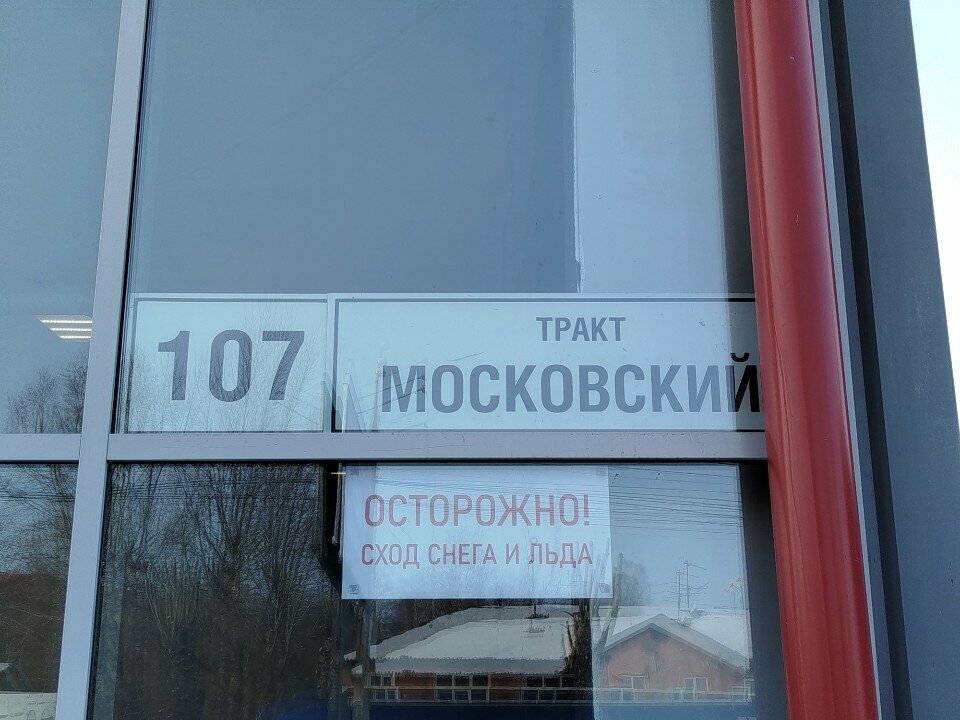 107
ТРАКТ
МОСКОВСКИЙ
ОСТОРОЖНО!
СХОД СНЕГА И ЛЬДА